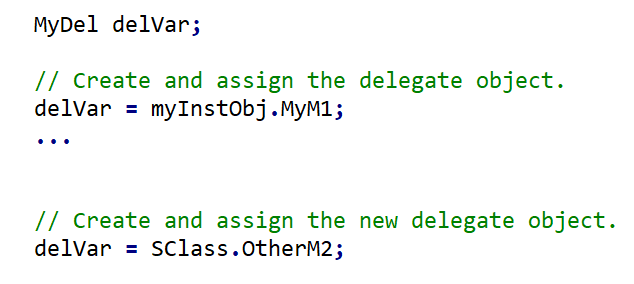 MyDel delVar;
// Create and assign the delegate object.
delVar = myInstObj.MyM1;
...
// Create and assign the new delegate object.
delVar = SClass.OtherM2;